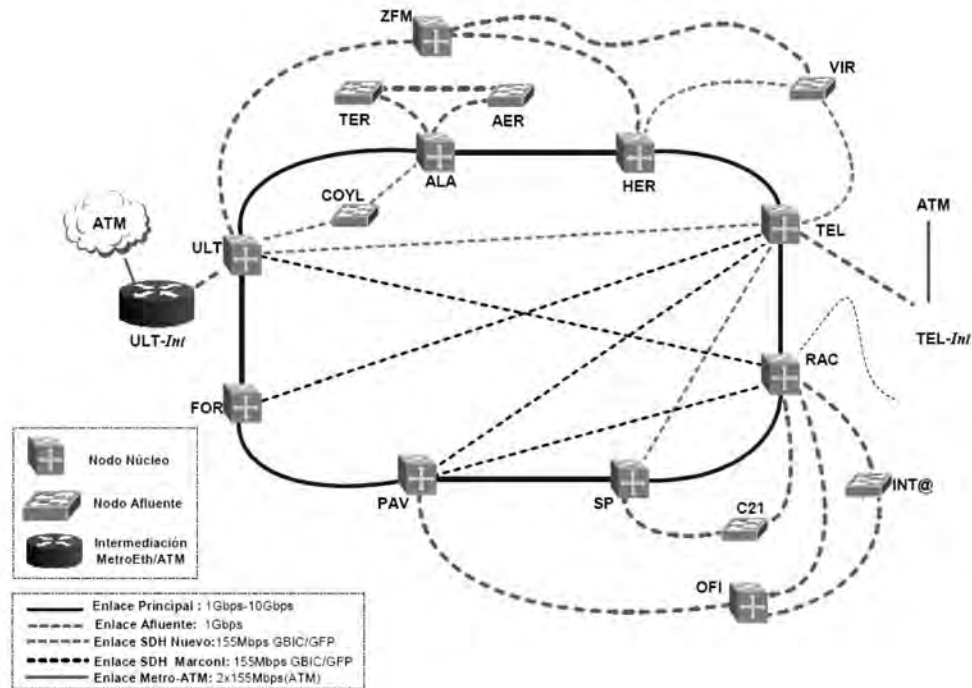 ZFM
VIR
TER
AER
ALA
HER
COYL
ATM
ULT
TEL
ATM
ULT-Int
TEL-Int
RAC
FOR
PAV
SP
C21
INT@
OFI
Nodo Núcleo
Nodo Afluente
Intermediación
MetroEth/ATM
Enlace Principal : 1Gbps-10Gbps
Enlace Afluente: 1Gbps
Enlace SDH Nuevo:155Mbps GBIC/GFP
Enlace SDH Marconi: 155Mbps GBIC/GFP
Enlace Metro-ATM: 2x155Mbps(ATM)